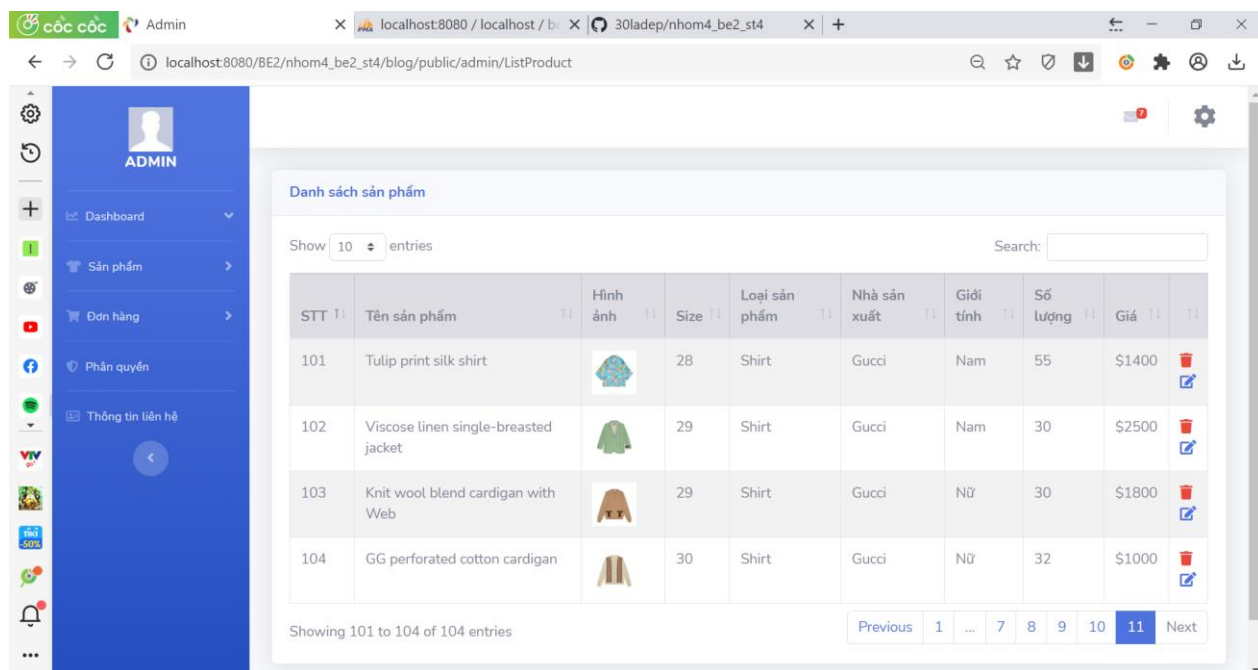 cốc cốc Admin localhost:8080 / localhost / be 30ladep/nhom4_be2_st4
localhost:8080/BE2/nhom4_be2_st4/blog/public/admin/ListProduct
7
ADMIN
Dashboard
Sản phẩm
Đơn hàng
Phân quyền
Thông tin liên hệ
VTV
go
TIKI
-50%
Danh sách sản phẩm
Show 10 entries Search:
STT Tên sản phẩm Hình ảnh Size Loại sản phẩm Nhà sản xuất Giới tính Số lượng Giá
101 Tulip print silk shirt 28 Shirt Gucci Nam 55 $1400
102 Viscose linen single-breasted jacket 29 Shirt Gucci Nam 30 $2500
103 Knit wool blend cardigan with Web 29 Shirt Gucci Nữ 30 $1800
104 GG perforated cotton cardigan 30 Shirt Gucci Nữ 32 $1000
Showing 101 to 104 of 104 entries Previous 1 ... 7 8 9 10 11 Next